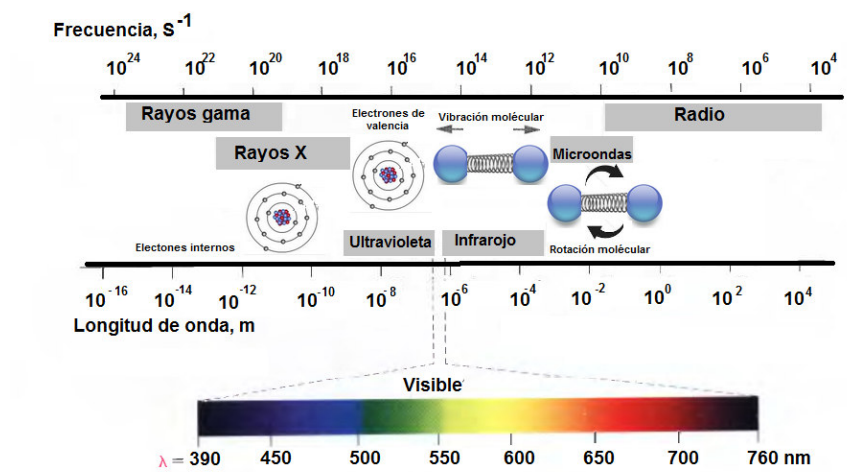 Frecuencia, S-1
10^24 10^22 10^20 10^18 10^16 10^14 10^12 10^10 10^8 10^6 10^4
Rayos gama
Electrones de
valencia
Vibración molécular
Radio
Rayos X
Microondas
Electones internos
Ultravioleta
Infrarojo
Rotación molécular
10^-16 10^-14 10^-12 10^-10 10^-8 10^-6 10^-4 10^-2 10^0 10^2 10^4
Longitud de onda, m
Visible
λ = 390 450 500 550 600 650 700 760 nm